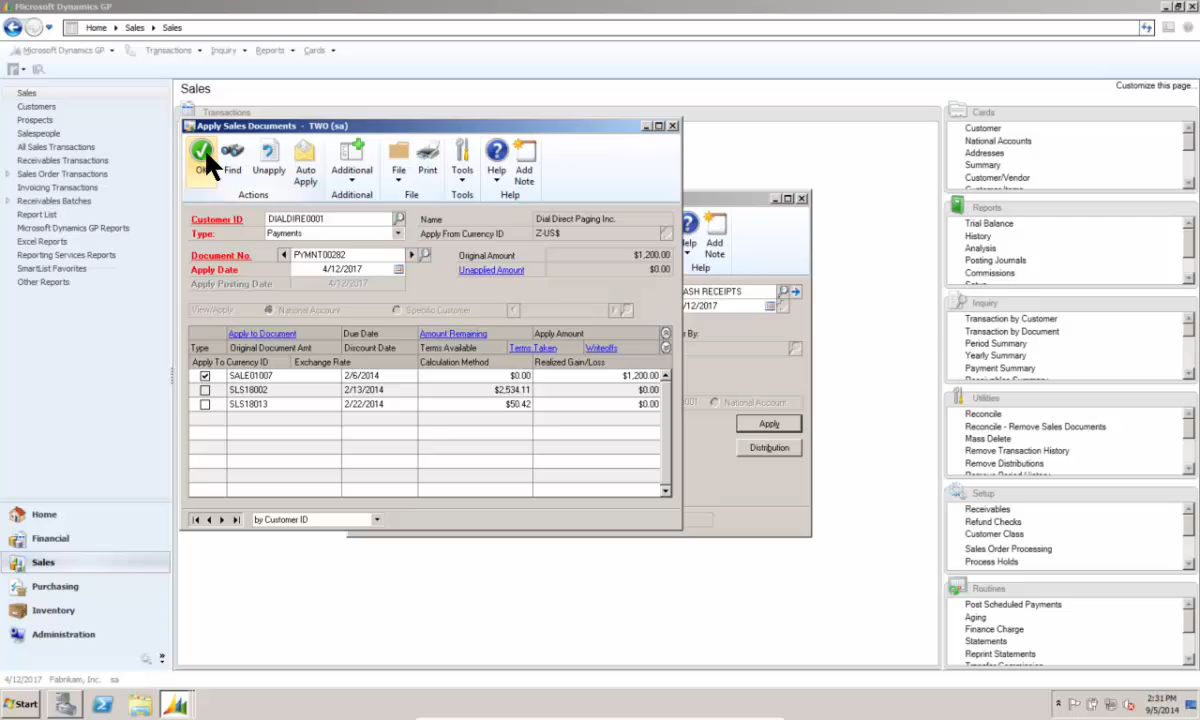 Microsoft Dynamics GP
Home Sales Sales
Microsoft Dynamics GP Transactions Inquiry Reports Cards
Sales
Customers
Prospects
Salespeople
All Sales Transactions
Receivables Transactions
Sales Order Transactions
Invoicing Transactions
Receivables Batches
Report List
Microsoft Dynamics GP Reports
Excel Reports
Reporting Services Reports
SmartList Favorites
Other Reports
Home
Financial
Sales
Purchasing
Inventory
Administration
Sales
Customize this page...
Transactions
Apply Sales Documents - TWO (sa)
Find Unapply Auto Apply Additional File Print Tools Help Add Note
Actions Additional File Tools Help
Customer ID DIALDIRE0001 Name Dial Direct Paging Inc.
Type: Payments Apply From Currency ID Z-US$
Document No. PYMNT00282 Original Amount $1,200.00
Apply Date 4/12/2017 Unapplied Amount $0.00
Apply Posting Date 4/12/2017
View/Apply National Account Specific Customer
Apply to Document Due Date Amount Remaining Apply Amount
Type Original Document Amt Discount Date Terms Available Terms Taken Writeoffs
Apply To Currency ID Exchange Rate Calculation Method Realized Gain/Loss
SALE01007 2/6/2014 $0.00 $1,200.00
SLS18002 2/13/2014 $2,534.11 $0.00
SLS18013 2/22/2014 $50.42 $0.00
by Customer ID
elp Add Note
Help
ASH RECEIPTS
/12/2017
r By:
001 National Account
Apply
Distribution
Cards
Customer
National Accounts
Addresses
Summary
Customer/Vendor
Customer Items
Reports
Trial Balance
History
Analysis
Posting Journals
Commissions
Setup
Inquiry
Transaction by Customer
Transaction by Document
Period Summary
Yearly Summary
Payment Summary
Receivables Summary
Utilities
Reconcile
Reconcile - Remove Sales Documents
Mass Delete
Remove Transaction History
Remove Distributions
Remove Period History
Setup
Receivables
Refund Checks
Customer Class
Sales Order Processing
Process Holds
Routines
Post Scheduled Payments
Aging
Finance Charge
Statements
Reprint Statements
Transfer Commission
4/12/2017 Fabrikam, Inc. sa
Start
2:31 PM
9/5/2014